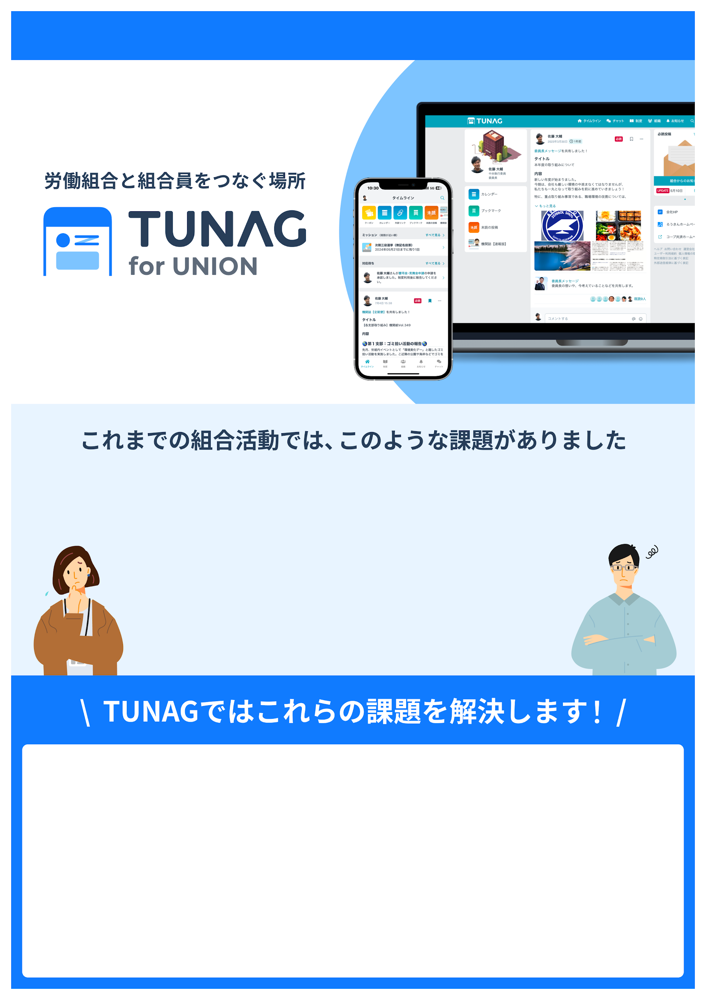 労働組合と組合員をつなぐ場所
TUNAG
for UNION
TUNAG
タイムライン チャット 制度 組織 お知らせ
佐藤 大輔
中央執行委員
委員長
カレンダー
ブックマーク
未読 未読の投稿
機関誌【速報版】
佐藤 大輔
2023年3月30日 1年前
必読
委員長メッセージを共有しました！
タイトル
本年度の取り組みについて
内容
新しい年度が始まりました。
今期は、会社も厳しい環境の中進まなくてはなりませんが、
私たちも一丸となって取り組みを前に進めていきましょう！
特に、重点取り組み事項である、職場環境の改善については、
もっと見る
委員長メッセージ
委員長の想いや、今考えていることなどを共有します。
既読9人
コメントする
必読投稿
組合からのお知ら
UPDATE 5月10日
会社HP
ろうきんホームペー
コープ共済ホームペ
ヘルプ お問い合わせ 運営会社
ユーザー利用規約 個人情報の取
特定商取引法に基づく表記
外部送信規律に基づく表記
10:30
5G
タイムライン
未読
クーポン カレンダー 外部リンク ブックマーク 未読の投稿 機関誌
ミッション（期限が近い順） すべて見る
次期三役選挙（無記名投票）
2024年05月21日までに残り1回
対応待ち すべて見る
佐藤 大輔さんが慶弔金･見舞金申請の申請を
承認しました。制度利用後に報告してくださ
い。
佐藤 大輔
7月4日 15:38
必読
機関誌【定期便】を共有しました！
タイトル
【各支部取り組み】機関紙Vol.349
内容
第1支部：ゴミ拾い活動の報告
先月、労組内イベントとして「環境美化デー」と題したゴミ
拾い活動を実施しました。ご近隣の公園や海岸などでゴミを
タイムライン 制度 組織 お知らせ チャット
これまでの組合活動では、このような課題がありました
\ TUNAGではこれらの課題を解決します！ /